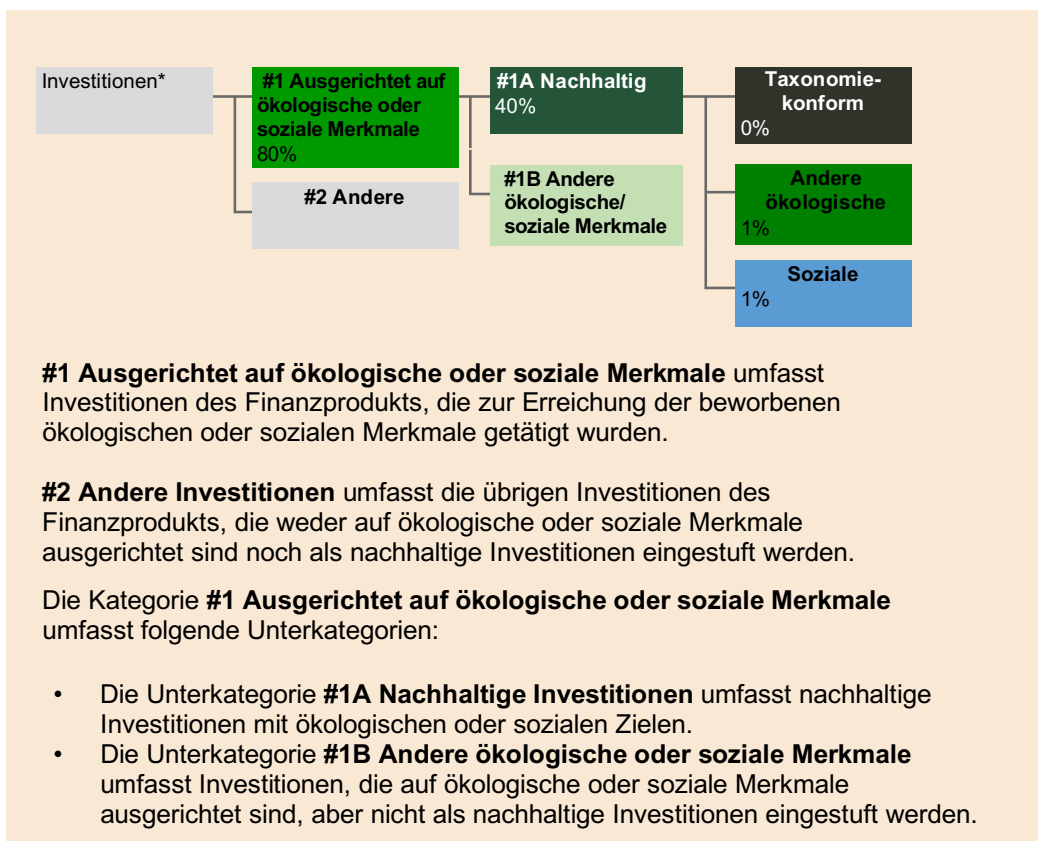 Investitionen*
#1 Ausgerichtet auf
ökologische oder
soziale Merkmale
80%
#2 Andere
#1A Nachhaltig
40%
#1B Andere
ökologische/
soziale Merkmale
Taxonomie-
konform
0%
Andere
ökologische
1%
Soziale
1%
#1 Ausgerichtet auf ökologische oder soziale Merkmale umfasst
Investitionen des Finanzprodukts, die zur Erreichung der beworbenen
ökologischen oder sozialen Merkmale getätigt wurden.
#2 Andere Investitionen umfasst die übrigen Investitionen des
Finanzprodukts, die weder auf ökologische oder soziale Merkmale
ausgerichtet sind noch als nachhaltige Investitionen eingestuft werden.
Die Kategorie #1 Ausgerichtet auf ökologische oder soziale Merkmale
umfasst folgende Unterkategorien:
• Die Unterkategorie #1A Nachhaltige Investitionen umfasst nachhaltige
Investitionen mit ökologischen oder sozialen Zielen.
• Die Unterkategorie #1B Andere ökologische oder soziale Merkmale
umfasst Investitionen, die auf ökologische oder soziale Merkmale
ausgerichtet sind, aber nicht als nachhaltige Investitionen eingestuft werden.